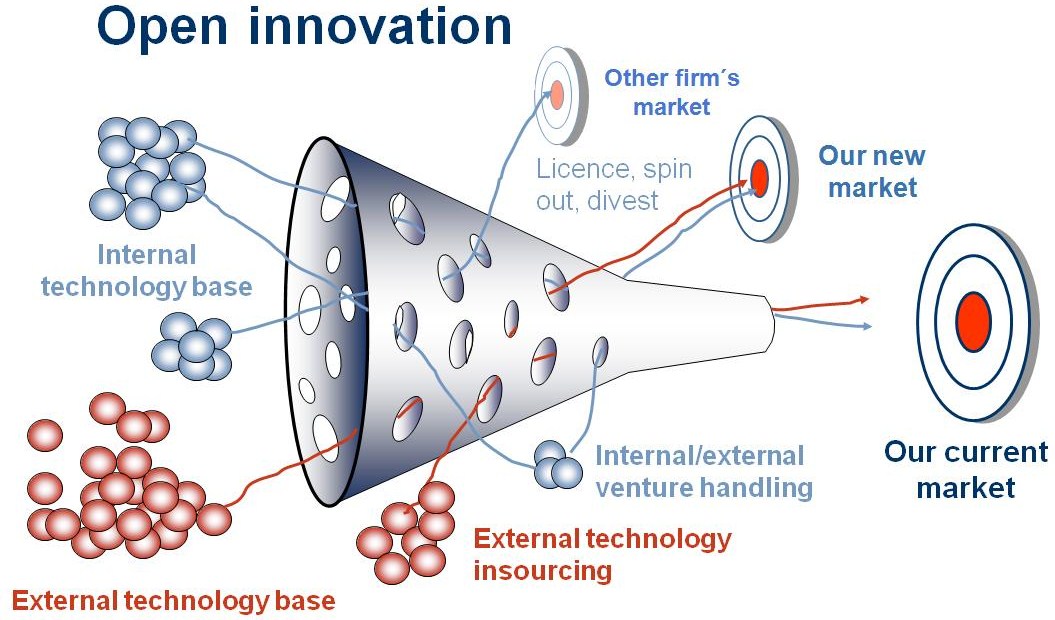 Open innovation
Other firm´s
market
Licence, spin
out, divest
Our new
market
Internal
technology base
Our current
market
Internal/external
venture handling
External technology
insourcing
External technology base